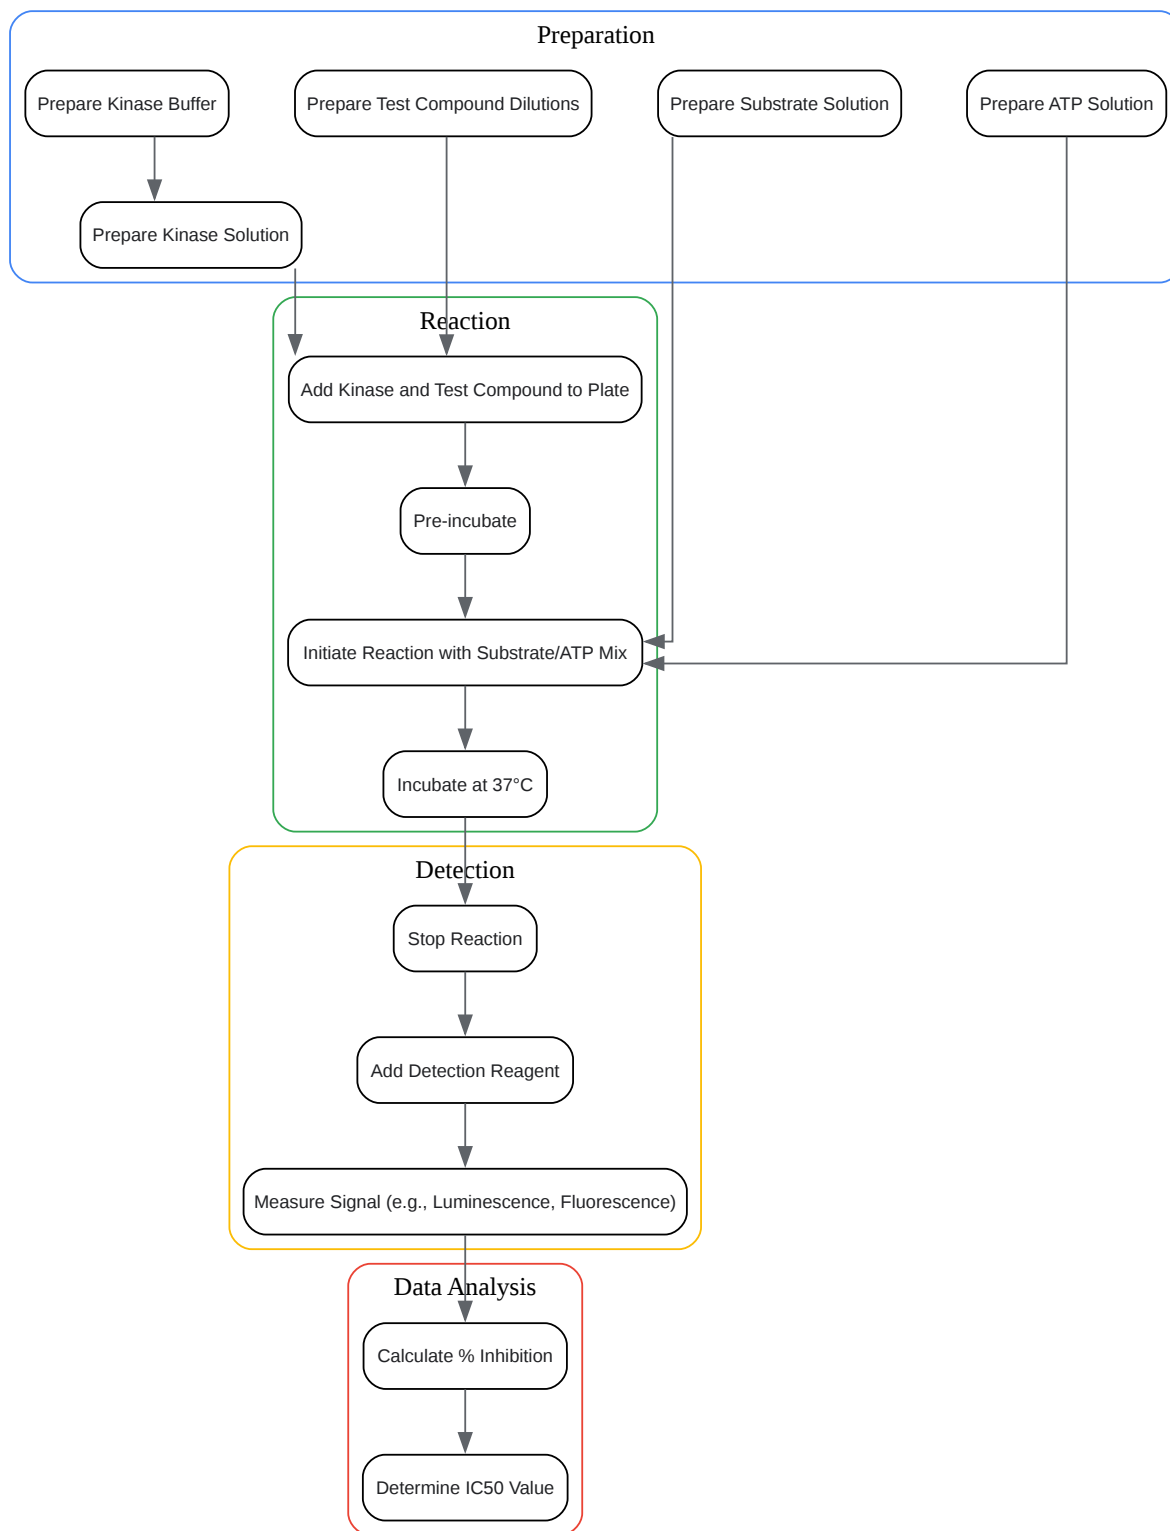 Preparation
Prepare Kinase Buffer
Prepare Test Compound Dilutions
Prepare Substrate Solution
Prepare ATP Solution
Prepare Kinase Solution
Reaction
Add Kinase and Test Compound to Plate
Pre-incubate
Initiate Reaction with Substrate/ATP Mix
Incubate at 37°C
Detection
Stop Reaction
Add Detection Reagent
Measure Signal (e.g., Luminescence, Fluorescence)
Data Analysis
Calculate % Inhibition
Determine IC50 Value